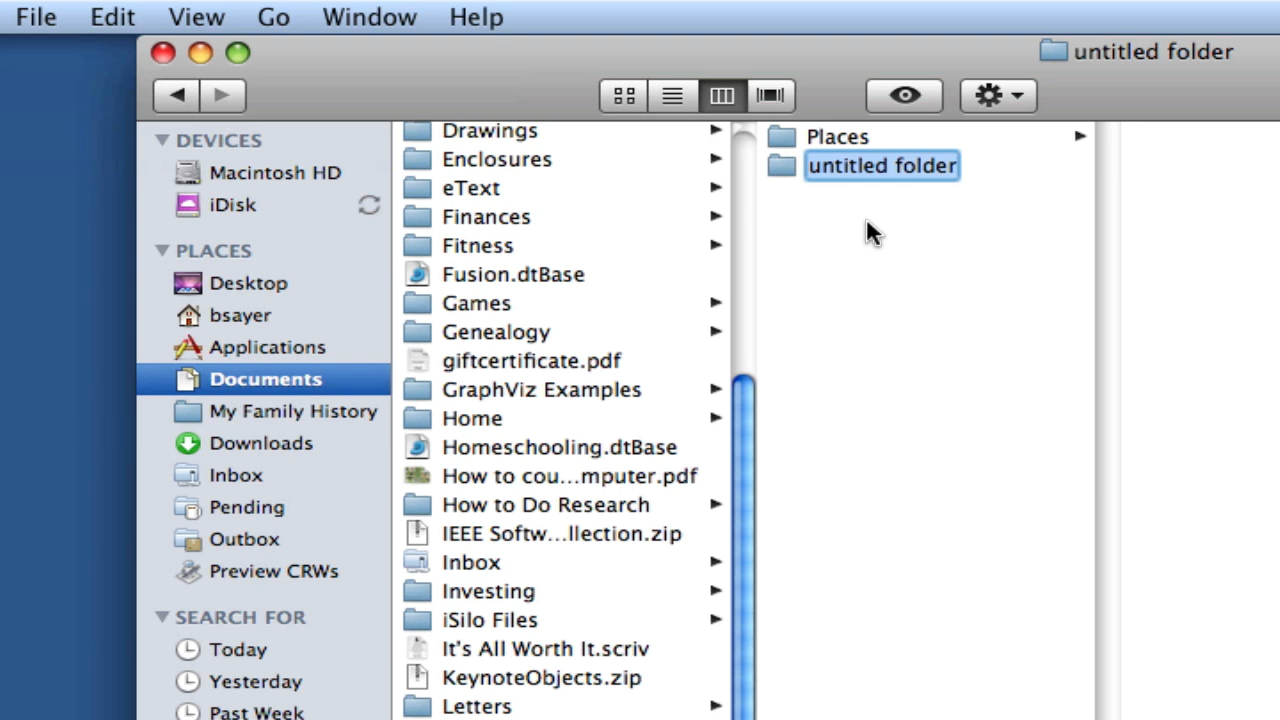 File Edit View Go Window Help
untitled folder
DEVICES
Macintosh HD
iDisk
PLACES
Desktop
bsayer
Applications
Documents
My Family History
Downloads
Inbox
Pending
Outbox
Preview CRWs
SEARCH FOR
Today
Yesterday
Past Week
Drawings
Enclosures
eText
Finances
Fitness
Fusion.dtBase
Games
Genealogy
giftcertificate.pdf
GraphViz Examples
Home
Homeschooling.dtBase
How to cou...mputer.pdf
How to Do Research
IEEE Softw...llection.zip
Inbox
Investing
iSilo Files
It's All Worth It.scriv
KeynoteObjects.zip
Letters
Places
untitled folder